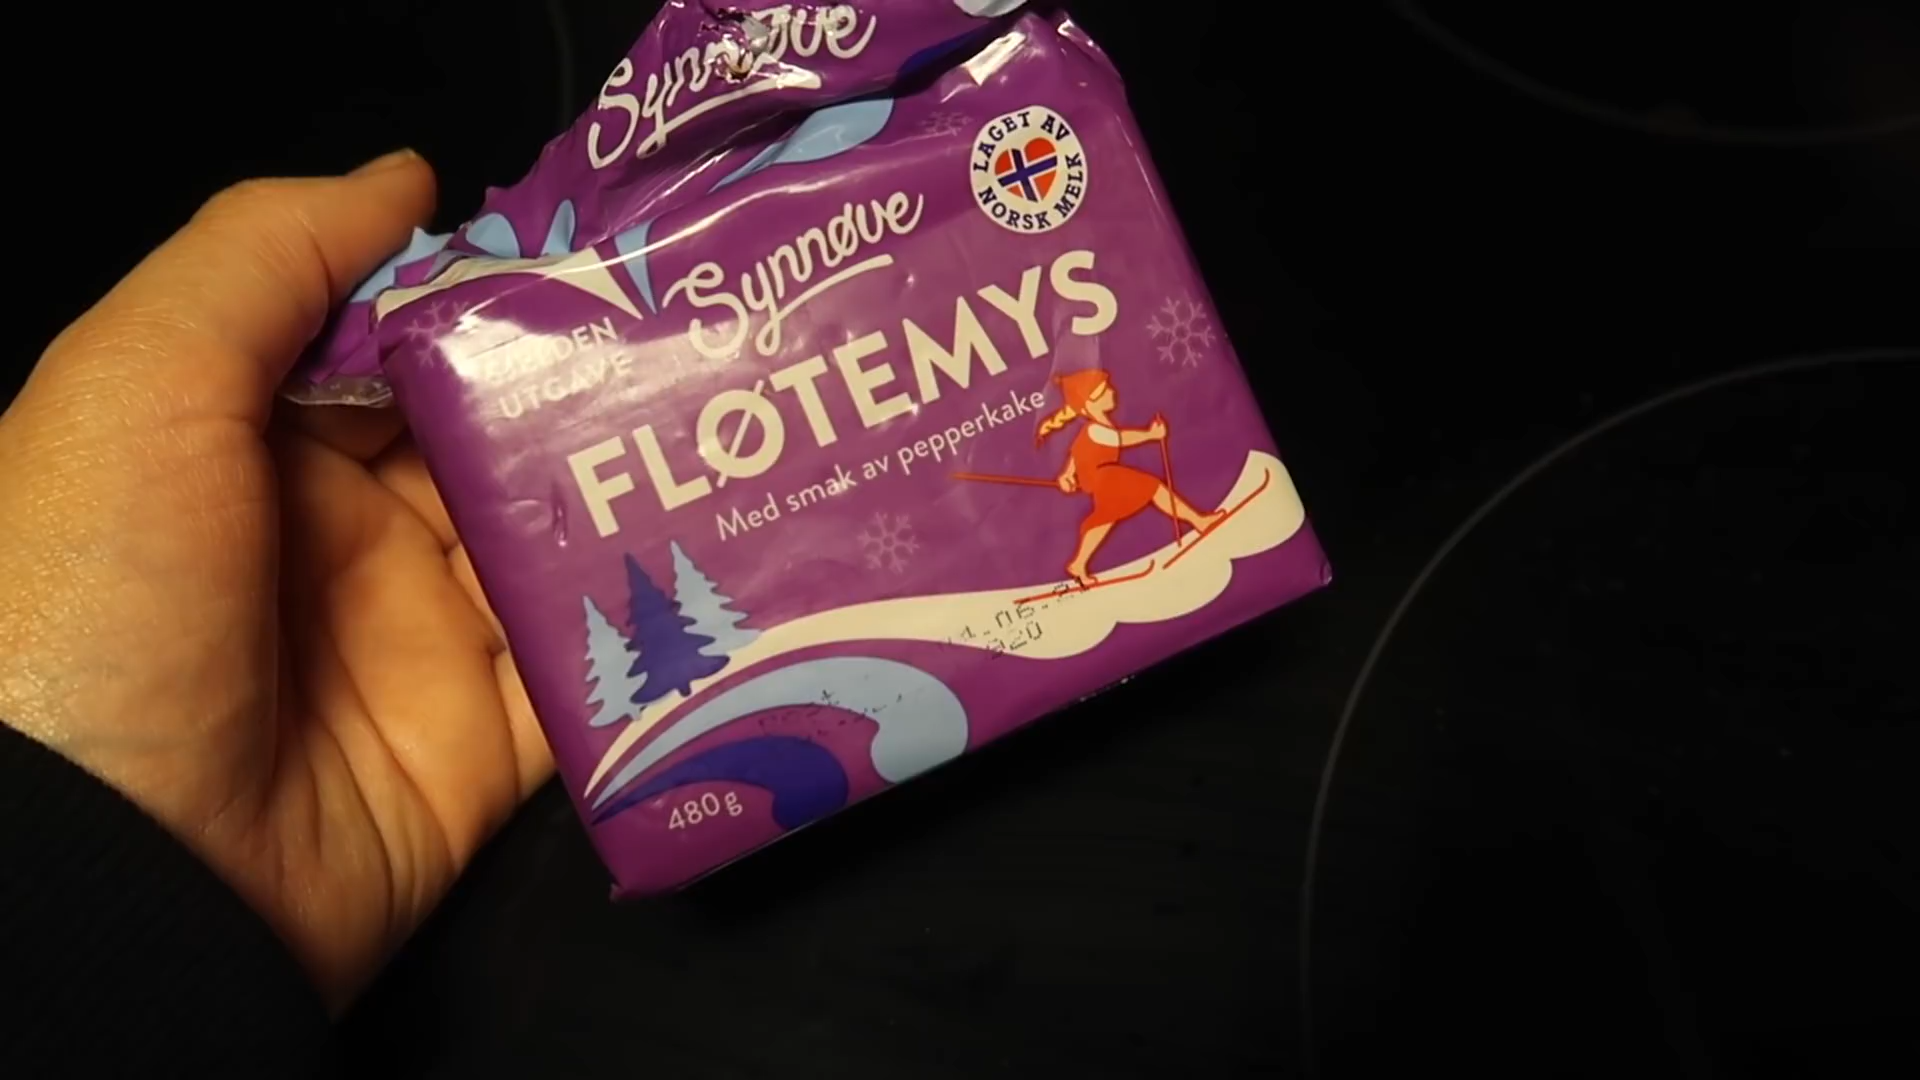 Synnøve
LAGET AV
NORSK MELK
Synnøve
UTGAVE
FLØTEMYS
Med smak av pepperkake
480g